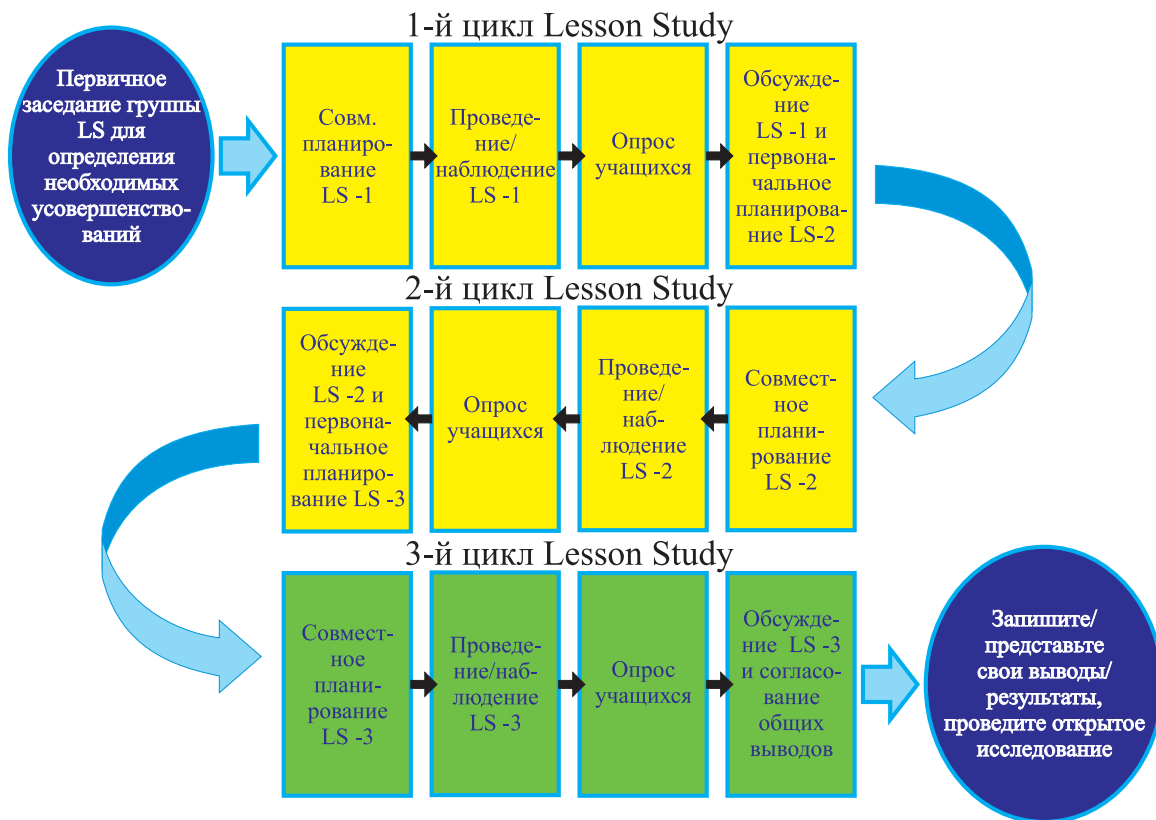 1-й цикл Lesson Study
Первичное
заседание группы
LS для
определения
необходимых
усовершенство-
ваний
Совм.
планиро-
вание
LS -1
Проведе-
ние/
наблюдение
LS -1
Опрос
учащихся
Обсужде-
ние
LS -1 и
первона-
чальное
планирова-
ние LS-2
2-й цикл Lesson Study
Совмест-
ное
плани-
рование
LS -2
Проведе-
ние/
наб-
людение
LS -2
Опрос
учащихся
Обсужде-
ние
LS -2 и
первона-
чальное
планиро-
вание LS -3
3-й цикл Lesson Study
Совмест-
ное
плани-
рование
LS -3
Проведе-
ние/наб-
людение
LS -3
Опрос
учащихся
Обсужде-
ние LS -3
и согласо-
вание
общих
выводов
Запишите/
представьте
свои выводы/
результаты,
проведите открытое
исследование